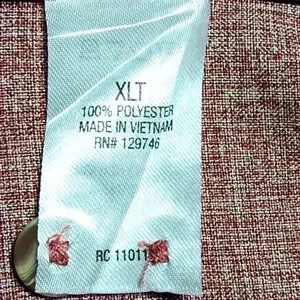 XLT
100% POLYESTER
MADE IN VIETNAM
RN# 129746
RC 11011